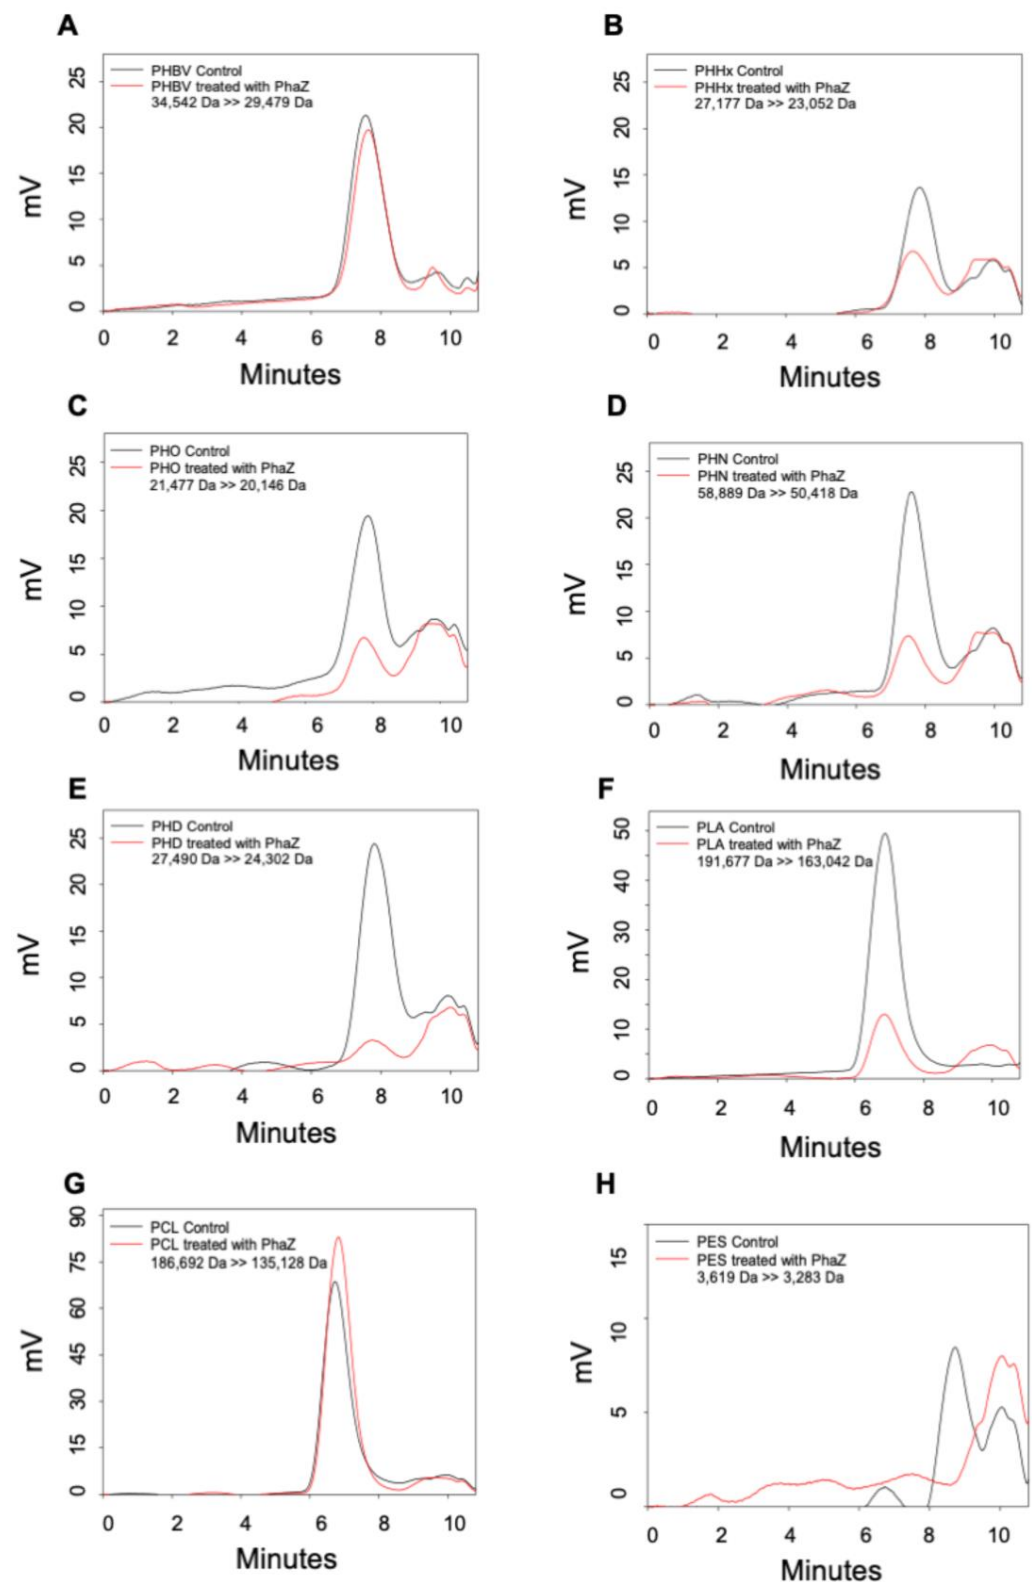 A
PHBV Control
PHBV treated with PhaZ
34,542 Da >> 29,479 Da
mV
25
20
15
10
5
0
0 2 4 6 8 10
Minutes
B
PHHx Control
PHHx treated with PhaZ
27,177 Da >> 23,052 Da
mV
25
20
15
10
5
0
0 2 4 6 8 10
Minutes
C
PHO Control
PHO treated with PhaZ
21,477 Da >> 20,146 Da
mV
25
20
15
10
5
0
0 2 4 6 8 10
Minutes
D
PHN Control
PHN treated with PhaZ
58,889 Da >> 50,418 Da
mV
25
20
15
10
5
0
0 2 4 6 8 10
Minutes
E
PHD Control
PHD treated with PhaZ
27,490 Da >> 24,302 Da
mV
25
20
15
10
5
0
0 2 4 6 8 10
Minutes
F
PLA Control
PLA treated with PhaZ
191,677 Da >> 163,042 Da
mV
50
40
30
20
10
0
0 2 4 6 8 10
Minutes
G
PCL Control
PCL treated with PhaZ
186,692 Da >> 135,128 Da
mV
90
75
60
45
30
15
0
0 2 4 6 8 10
Minutes
H
PES Control
PES treated with PhaZ
3,619 Da >> 3,283 Da
mV
15
10
5
0
0 2 4 6 8 10
Minutes